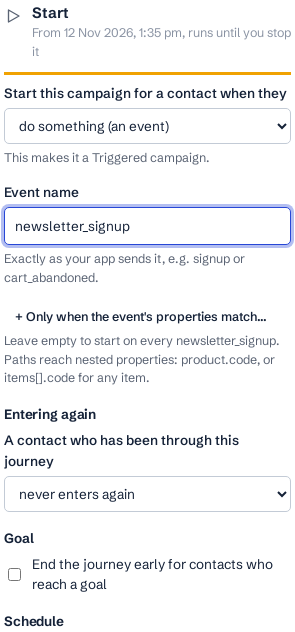 Start
From 12 Nov 2026, 1:35 pm, runs until you stop
it
Start this campaign for a contact when they
do something (an event)
This makes it a Triggered campaign.
Event name
newsletter_signup
Exactly as your app sends it, e.g. signup or
cart_abandoned.
+ Only when the event's properties match...
Leave empty to start on every newsletter_signup.
Paths reach nested properties: product.code, or
items[].code for any item.
Entering again
A contact who has been through this
journey
never enters again
Goal
End the journey early for contacts who
reach a goal
Schedule